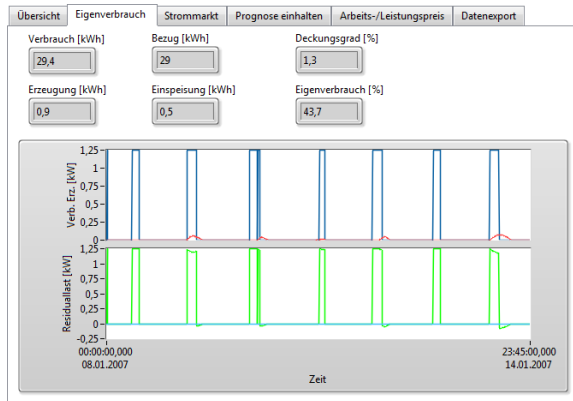 Übersicht Eigenverbrauch Strommarkt Prognose einhalten Arbeits-/Leistungspreis Datenexport
Verbrauch [kWh] Bezug [kWh] Deckungsgrad [%]
29,4 29 1,3
Erzeugung [kWh] Einspeisung [kWh] Eigenverbrauch [%]
0,9 0,5 43,7
Verb. Erz. [kW]
1,25
1
0,75
0,5
0,25
0
Residuallast [kW]
1,25
1
0,75
0,5
0,25
0
-0,25
00:00:00,000 23:45:00,000
08.01.2007 14.01.2007
Zeit